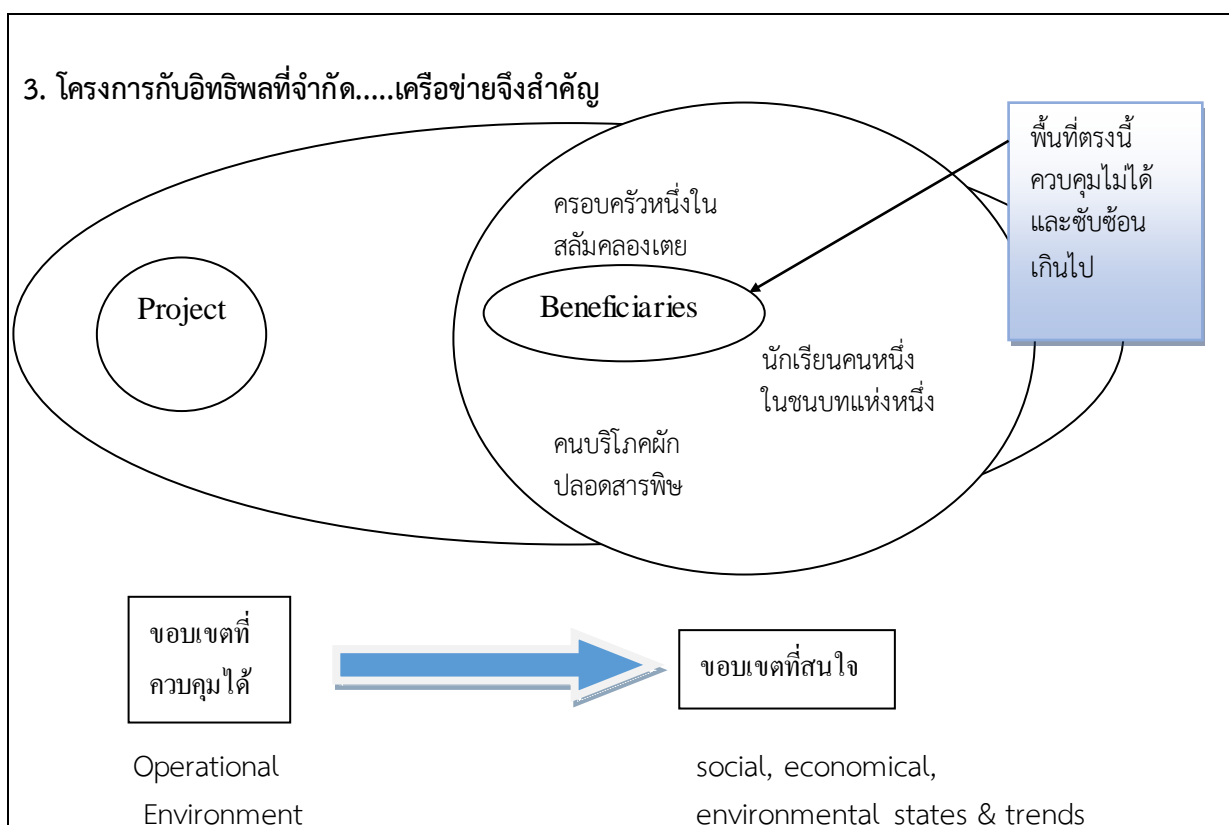 3. โครงการกับอิทธิพลที่จำกัด.....เครือข่ายจึงสำคัญ
พื้นที่ตรงนี้
ควบคุมไม่ได้
และซับซ้อน
เกินไป
ครอบครัวหนึ่งใน
สลัมคลองเตย
Project
Beneficiaries
นักเรียนคนหนึ่ง
ในชนบทแห่งหนึ่ง
คนบริโภคผัก
ปลอดสารพิษ
ขอบเขตที่
ควบคุมได้
ขอบเขตที่สนใจ
Operational
Environment
social, economical,
environmental states & trends